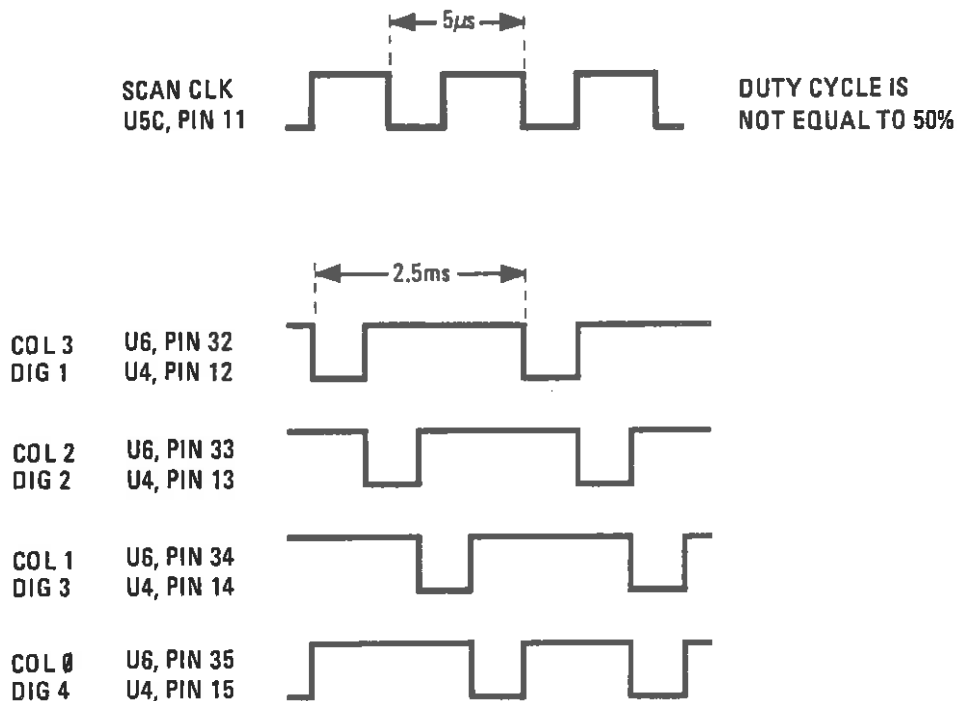 5μs
SCAN CLK
U5C, PIN 11
DUTY CYCLE IS
NOT EQUAL TO 50%
2.5ms
COL 3 U6, PIN 32
DIG 1 U4, PIN 12
COL 2 U6, PIN 33
DIG 2 U4, PIN 13
COL 1 U6, PIN 34
DIG 3 U4, PIN 14
COL 0 U6, PIN 35
DIG 4 U4, PIN 15